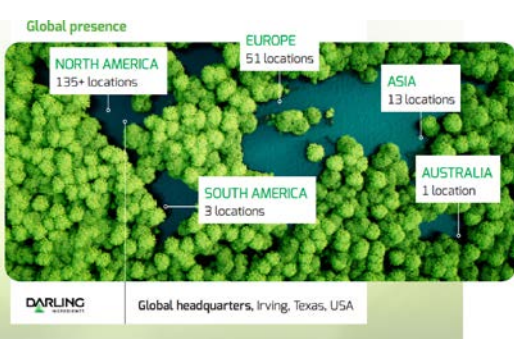 Global presence
NORTH AMERICA
135+ locations
EUROPE
51 locations
ASIA
13 locations
SOUTH AMERICA
3 locations
AUSTRALIA
1 location
DARLING
INGREDIENTS
Global headquarters, Irving, Texas, USA